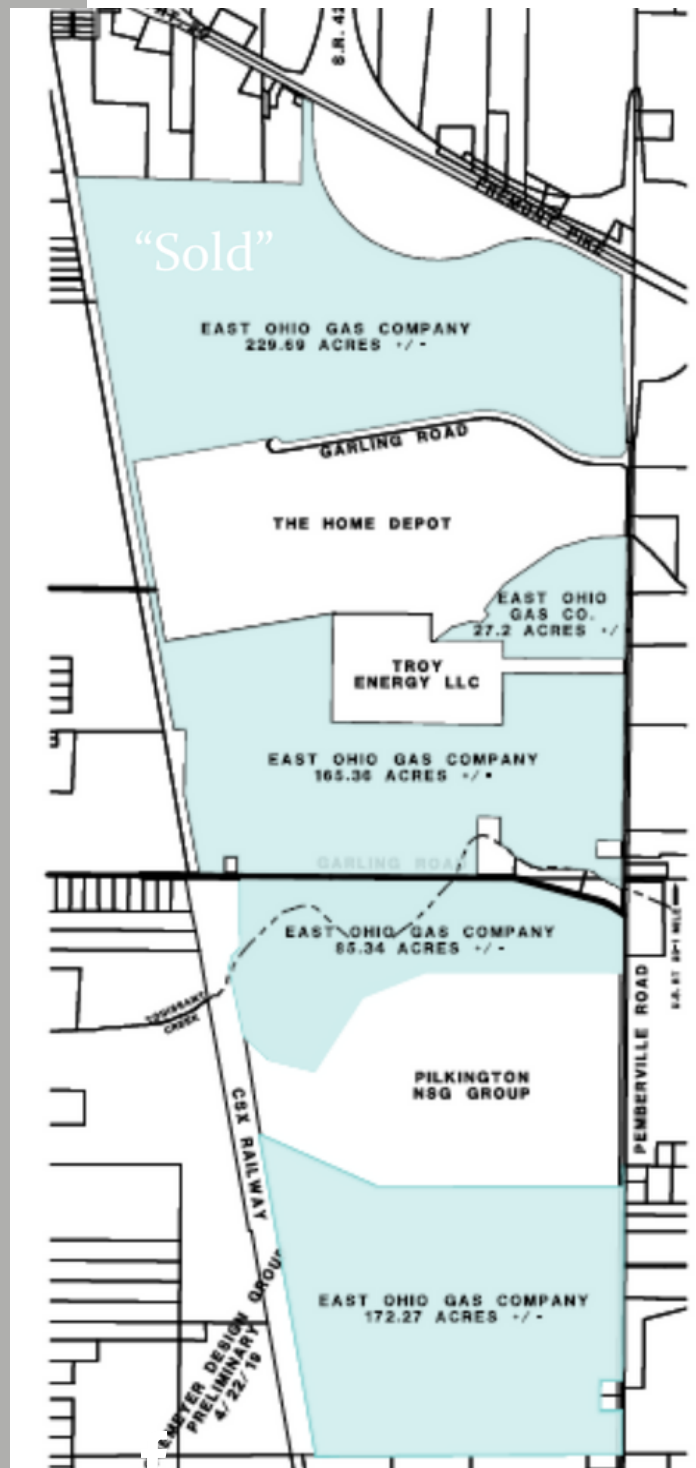 S.R. 42
FREMONT PIKE
“Sold”
EAST OHIO GAS COMPANY
229.69 ACRES +/-
GARLING ROAD
THE HOME DEPOT
EAST OHIO
GAS CO.
27.2 ACRES +/
TROY
ENERGY LLC
EAST OHIO GAS COMPANY
165.36 ACRES +/-
GARLING ROAD
EAST OHIO GAS COMPANY
85.34 ACRES +/-
TOUSSANT
CREEK
PILKINGTON
NSG GROUP
PEMBERVILLE ROAD
CSX RAILWAY
EAST OHIO GAS COMPANY
172.27 ACRES +/-
MEYER DESIGN GROUP
PRELIMINARY
4/22/19